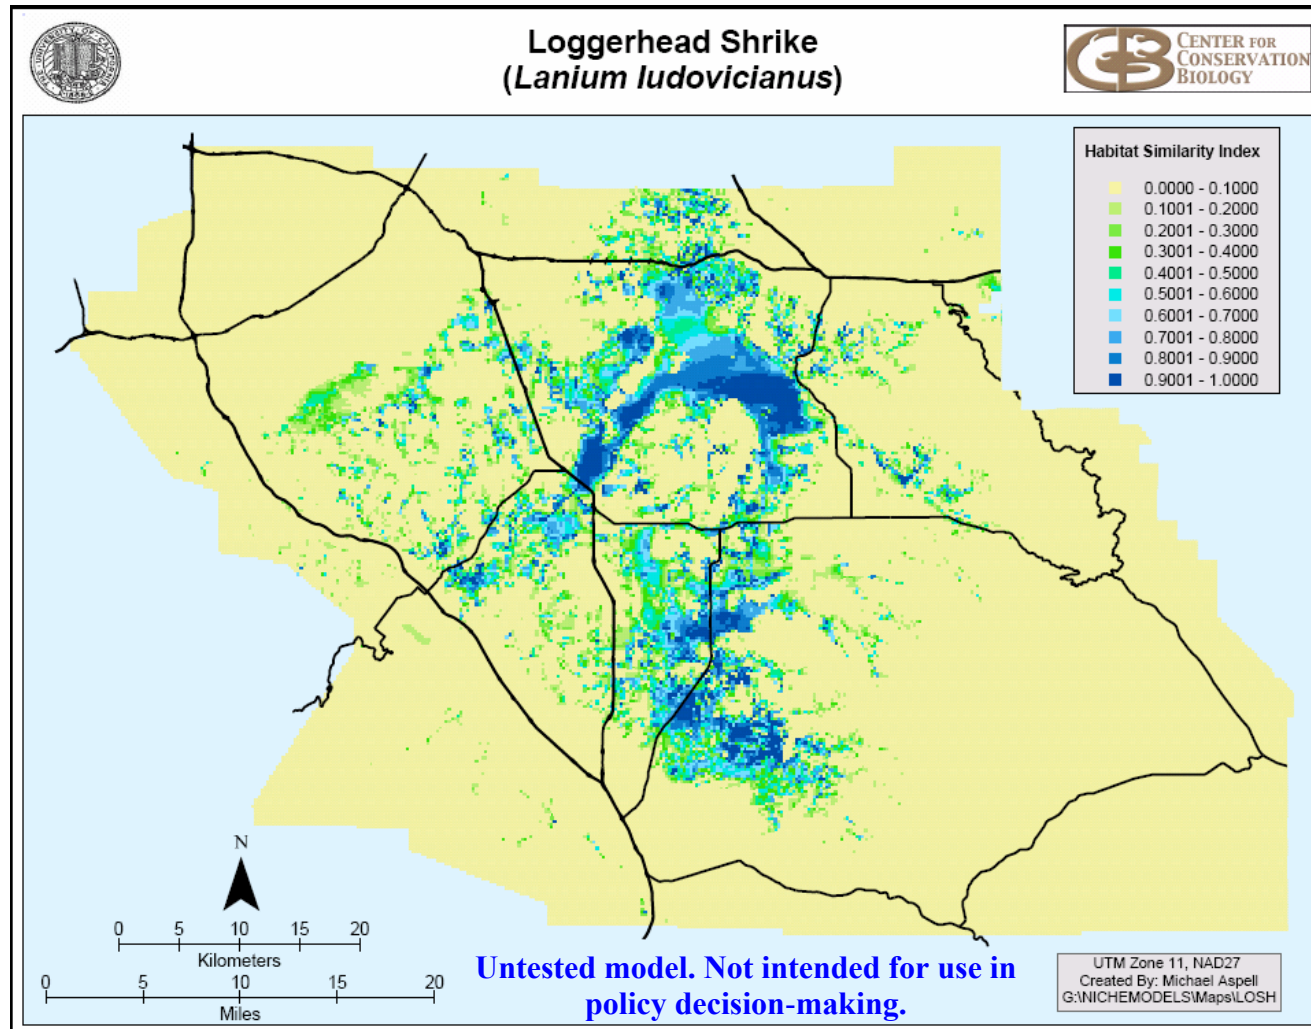 Loggerhead Shrike
(Lanium ludovicianus)
CENTER FOR
CONSERVATION
BIOLOGY
Habitat Similarity Index
0.0000 - 0.1000
0.1001 - 0.2000
0.2001 - 0.3000
0.3001 - 0.4000
0.4001 - 0.5000
0.5001 - 0.6000
0.6001 - 0.7000
0.7001 - 0.8000
0.8001 - 0.9000
0.9001 - 1.0000
N
0 5 10 15 20
Kilometers
0 5 10 15 20
Miles
Untested model. Not intended for use in
policy decision-making.
UTM Zone 11, NAD27
Created By: Michael Aspell
G:\NICHEMODELS\Maps\LOSH